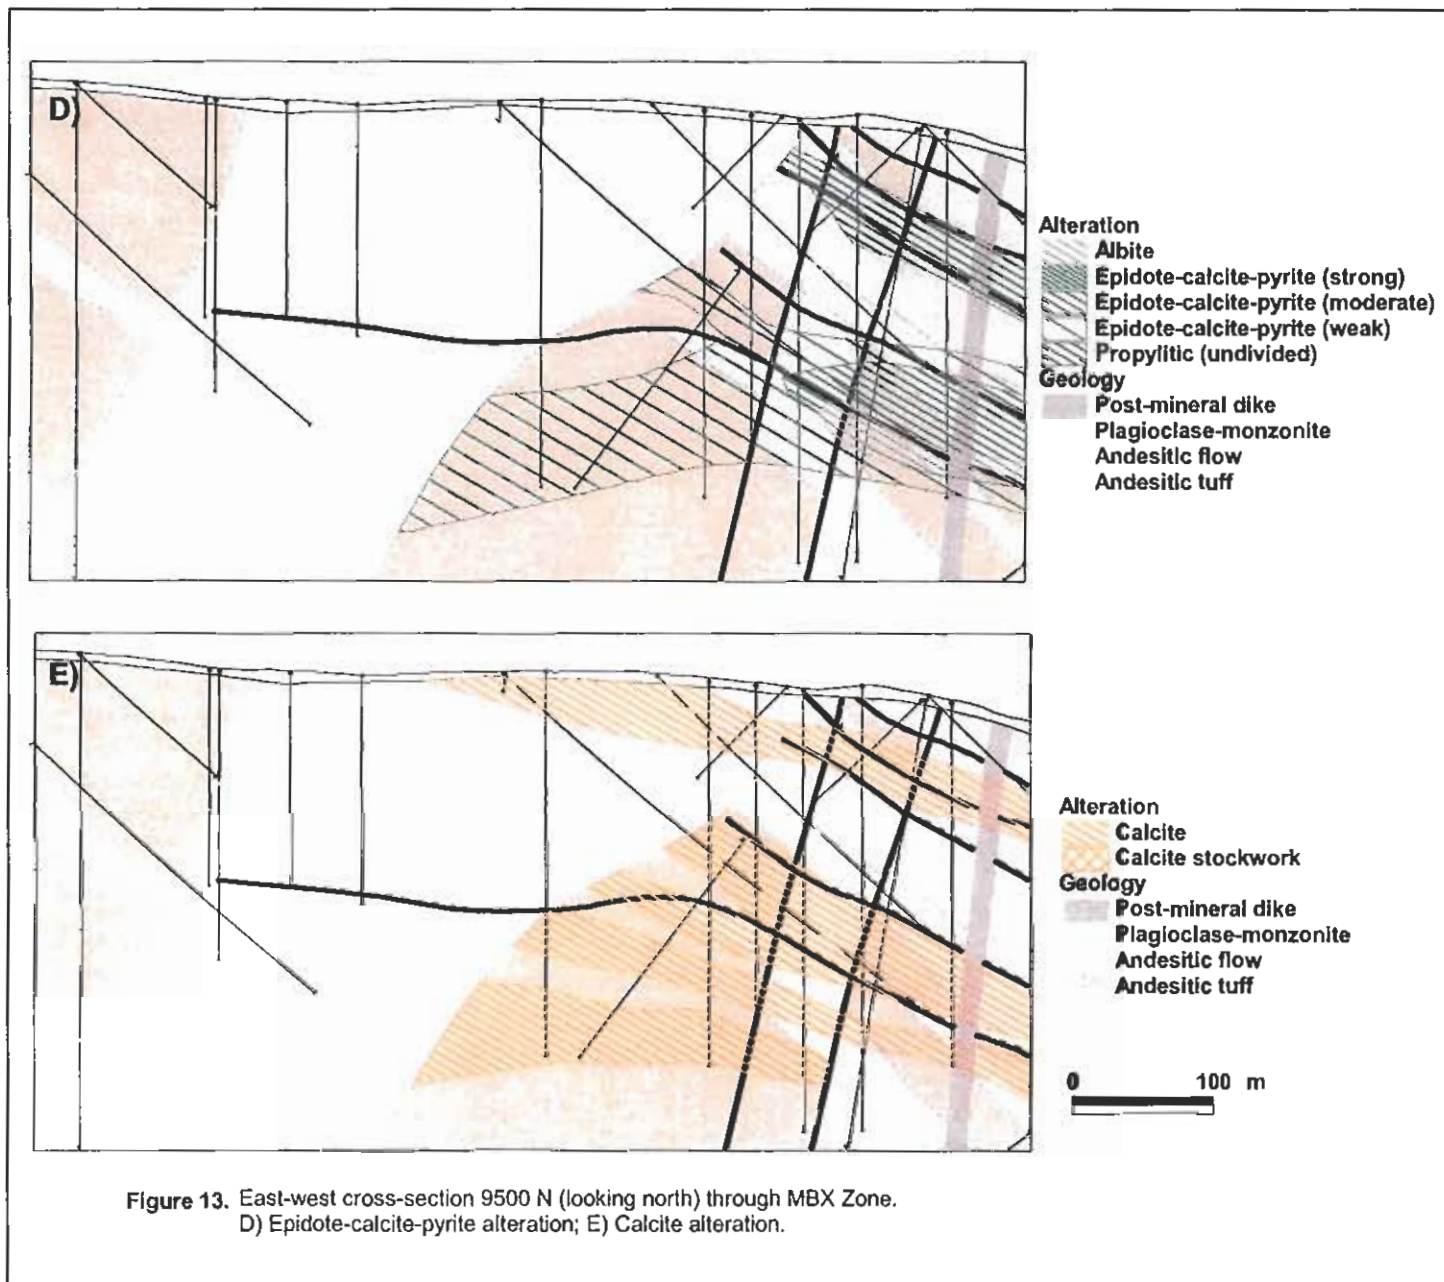 D)
Alteration
Albite
Epidote-calcite-pyrite (strong)
Epidote-calcite-pyrite (moderate)
Epidote-calcite-pyrite (weak)
Propylitic (undivided)
Geology
Post-mineral dike
Plagioclase-monzonite
Andesitic flow
Andesitic tuff
E)
Alteration
Calcite
Calcite stockwork
Geology
Post-mineral dike
Plagioclase-monzonite
Andesitic flow
Andesitic tuff
0 100 m
Figure 13. East-west cross-section 9500 N (looking north) through MBX Zone.
D) Epidote-calcite-pyrite alteration; E) Calcite alteration.